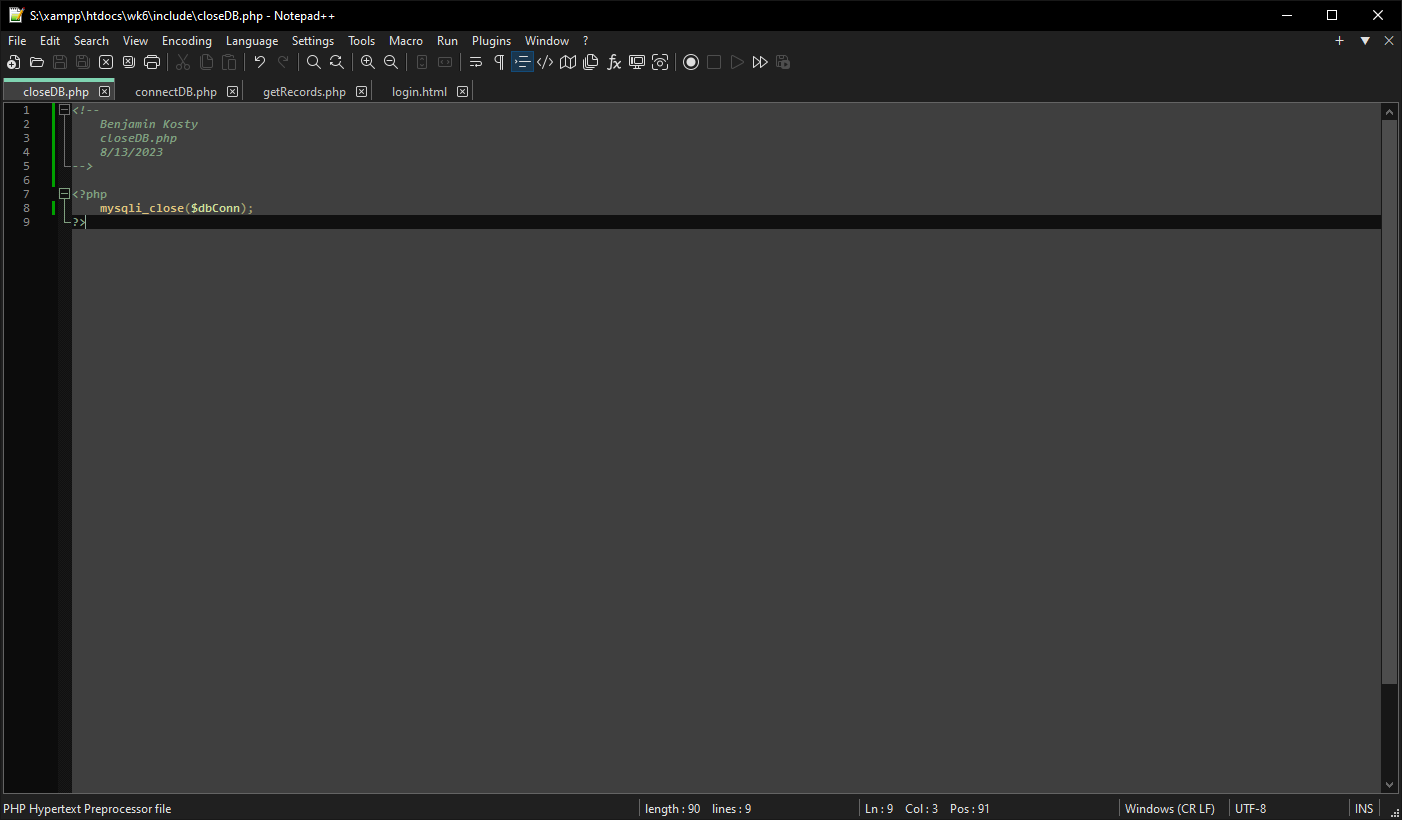 S:\xampp\htdocs\wk6\include\closeDB.php - Notepad++
File Edit Search View Encoding Language Settings Tools Macro Run Plugins Window ?
closeDB.php connectDB.php getRecords.php login.html
1 <!--
2 Benjamin Kosty
3 closeDB.php
4 8/13/2023
5 -->
6
7 <?php
8 mysqli_close($dbConn);
9 ?>
PHP Hypertext Preprocessor file length : 90 lines : 9 Ln : 9 Col : 3 Pos : 91 Windows (CR LF) UTF-8 INS